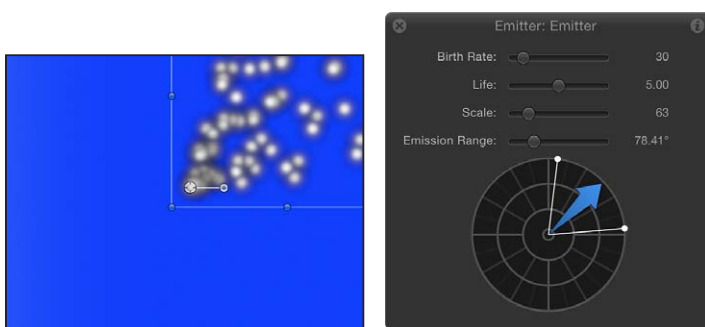 Emitter: Emitter
Birth Rate: 30
Life: 5.00
Scale: 63
Emission Range: 78.41°